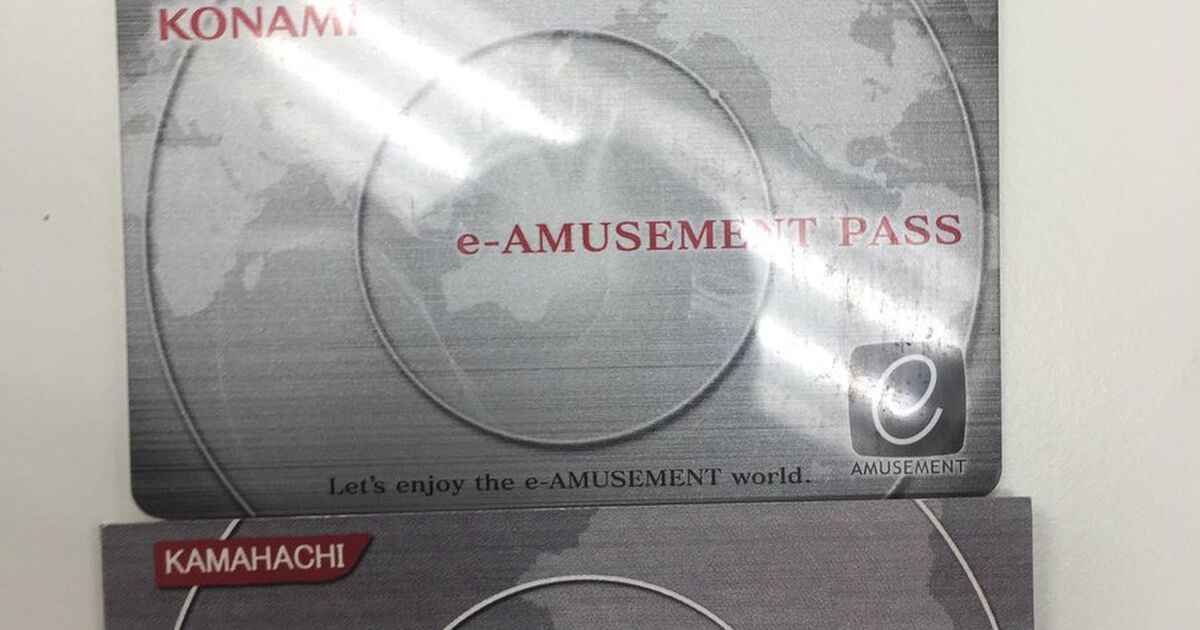 KONAMI
e-AMUSEMENT PASS
e
AMUSEMENT
Let's enjoy the e-AMUSEMENT world.
KAMAHACHI